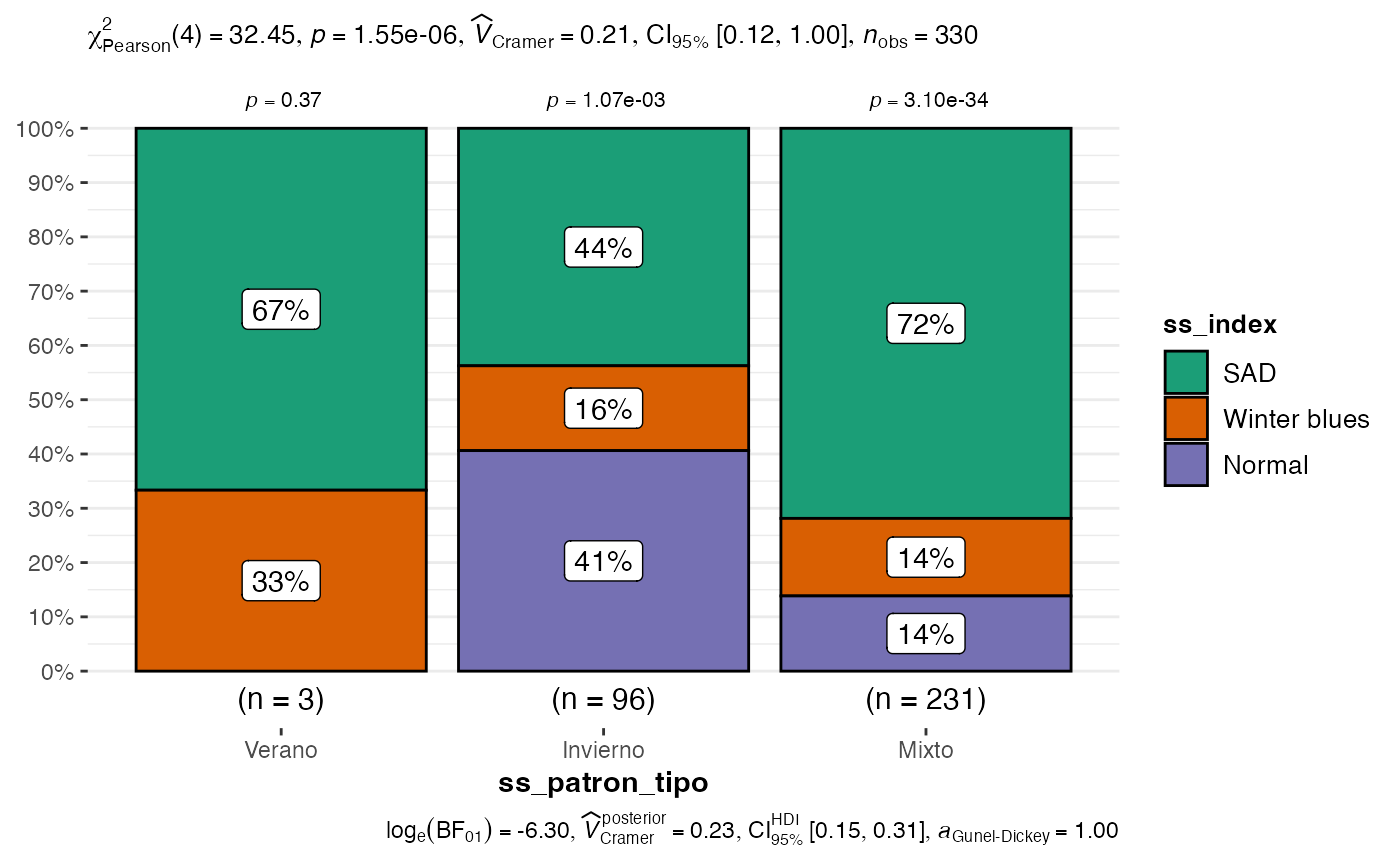 χ²Pearson(4) = 32.45, p = 1.55e-06, V̂Cramer = 0.21, CI95% [0.12, 1.00], nobs = 330
p = 0.37 p = 1.07e-03 p = 3.10e-34
100%
90%
80%
70%
60%
50%
40%
30%
20%
10%
0%
67%
33%
44%
16%
41%
72%
14%
14%
(n = 3) (n = 96) (n = 231)
Verano Invierno Mixto
ss_patron_tipo
ss_index
SAD
Winter blues
Normal
loge(BF01) = -6.30, V̂posteriorCramer = 0.23, CIHDI95% [0.15, 0.31], aGunel-Dickey = 1.00